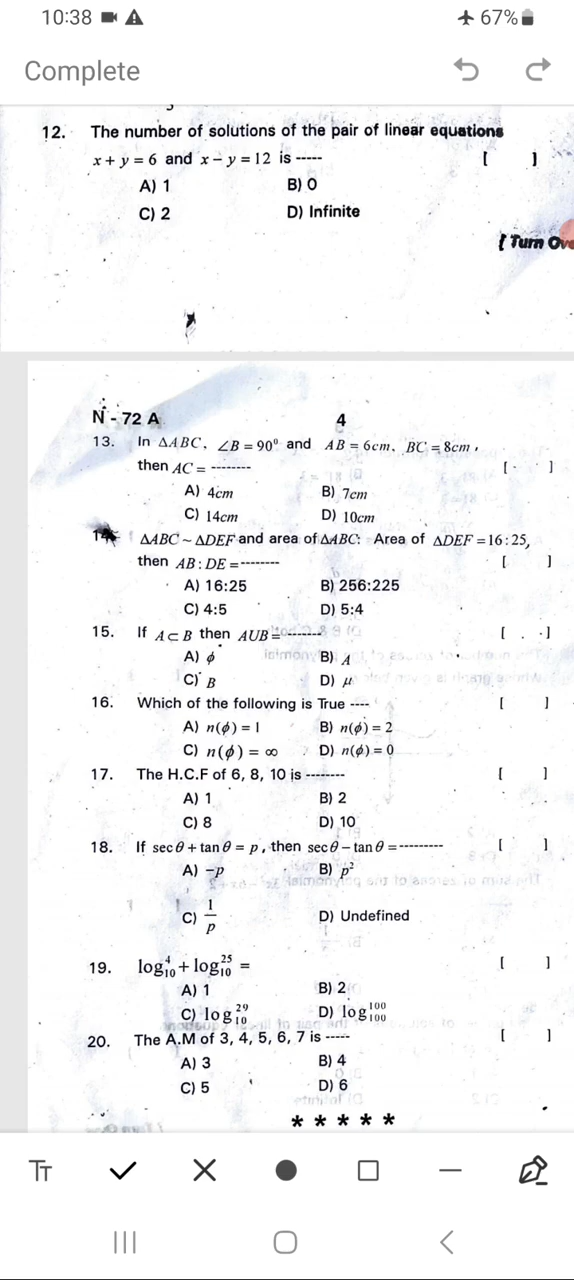 10:38 67%
Complete
12. The number of solutions of the pair of linear equations
x + y = 6 and x – y = 12 is ----- [ ]
A) 1 B) 0
C) 2 D) Infinite
[ Turn Ove
N - 72 A 4
13. In ΔABC, ∠B = 90⁰ and AB = 6cm, BC = 8cm,
then AC = -------- [ ]
A) 4cm B) 7cm
C) 14cm D) 10cm
14. ΔABC ~ ΔDEF and area of ΔABC: Area of ΔDEF = 16:25,
then AB : DE = -------- [ ]
A) 16:25 B) 256:225
C) 4:5 D) 5:4
15. If A ⊂ B then AUB = ------- [ ]
A) ϕ B) A
C) B D) μ
16. Which of the following is True ---- [ ]
A) n(ϕ) = 1 B) n(ϕ) = 2
C) n(ϕ) = ∞ D) n(ϕ) = 0
17. The H.C.F of 6, 8, 10 is -------- [ ]
A) 1 B) 2
C) 8 D) 10
18. If sec θ + tan θ = p, then sec θ – tan θ = --------- [ ]
A) –p B) p²
C) 1/p D) Undefined
19. log₁₀⁴ + log₁₀²⁵ = [ ]
A) 1 B) 2
C) log₁₀²⁹ D) log₁₀₀¹⁰⁰
20. The A.M of 3, 4, 5, 6, 7 is ----- [ ]
A) 3 B) 4
C) 5 D) 6
* * * * *